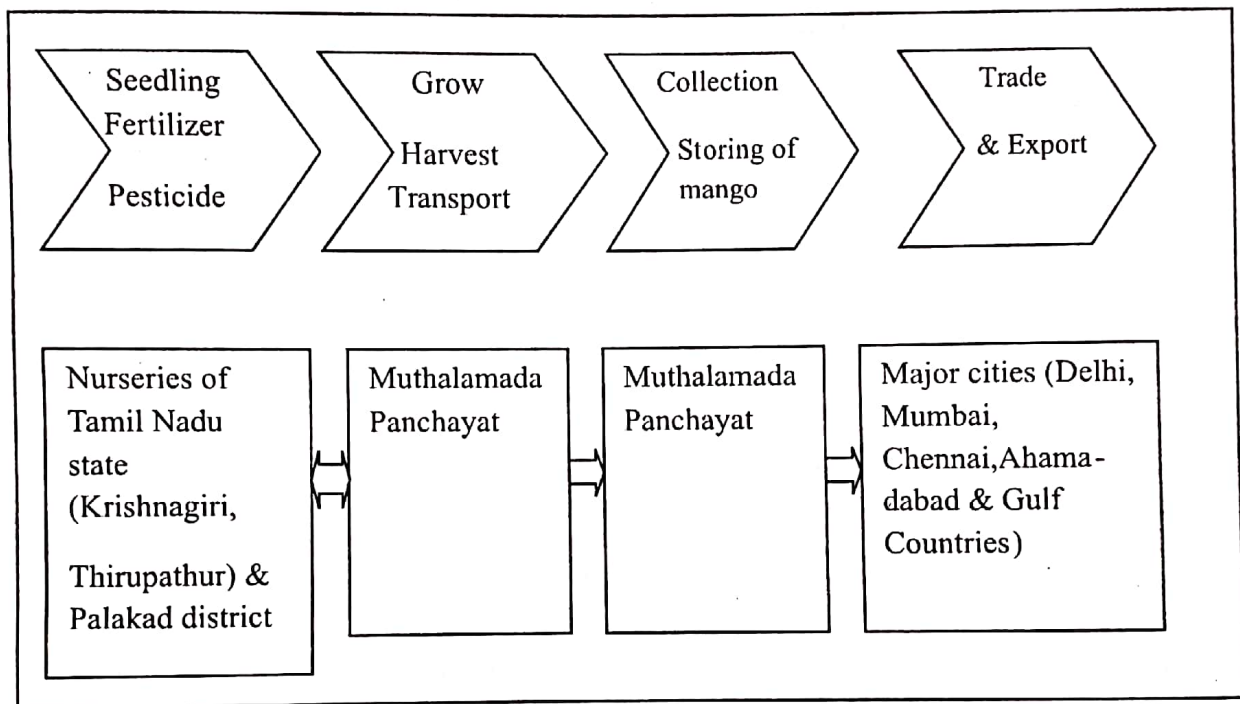 Seedling
Fertilizer
Pesticide
Grow
Harvest
Transport
Collection
Storing of
mango
Trade
& Export
Nurseries of
Tamil Nadu
state
(Krishnagiri,
Thirupathur) &
Palakad district
Muthalamada
Panchayat
Muthalamada
Panchayat
Major cities (Delhi,
Mumbai,
Chennai,Ahama-
dabad & Gulf
Countries)